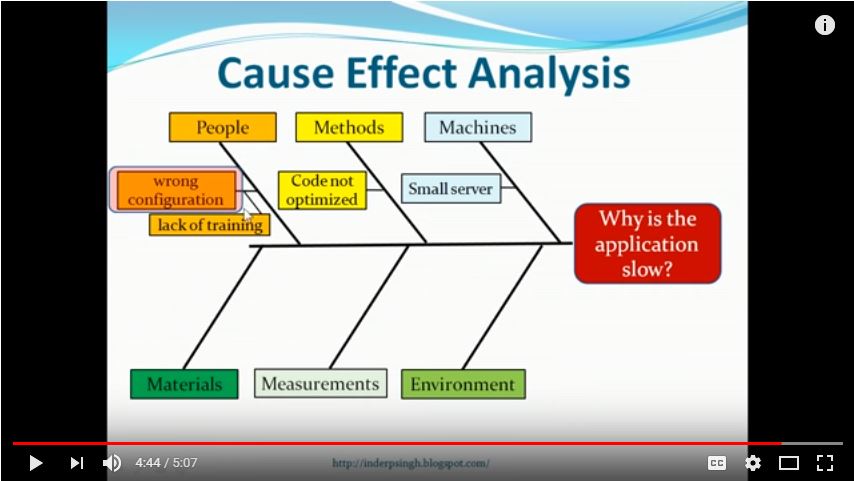 Cause Effect Analysis
People
Methods
Machines
wrong
configuration
Code not
optimized
Small server
lack of training
Why is the
application
slow?
Materials
Measurements
Environment
4:44 / 5:07
http://inderpsingh.blogspot.com/
CC
i